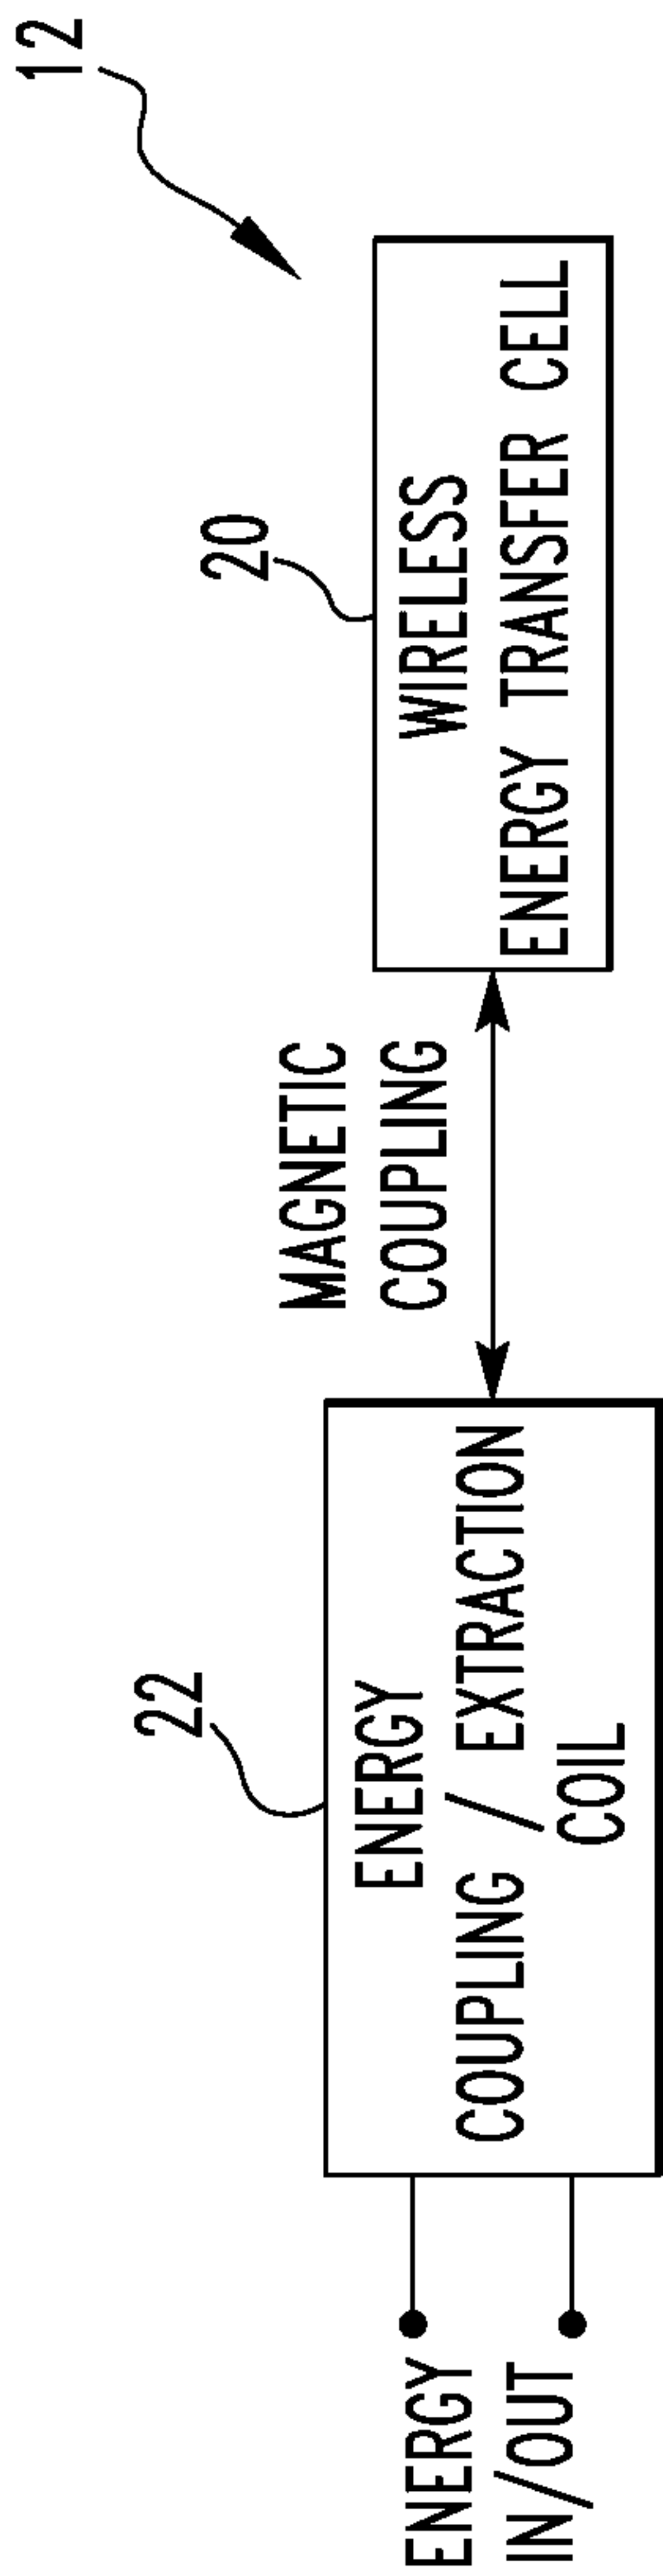 12
20
WIRELESS
ENERGY TRANSFER CELL
MAGNETIC
COUPLING
22
ENERGY
COUPLING / EXTRACTION
COIL
ENERGY
IN/OUT